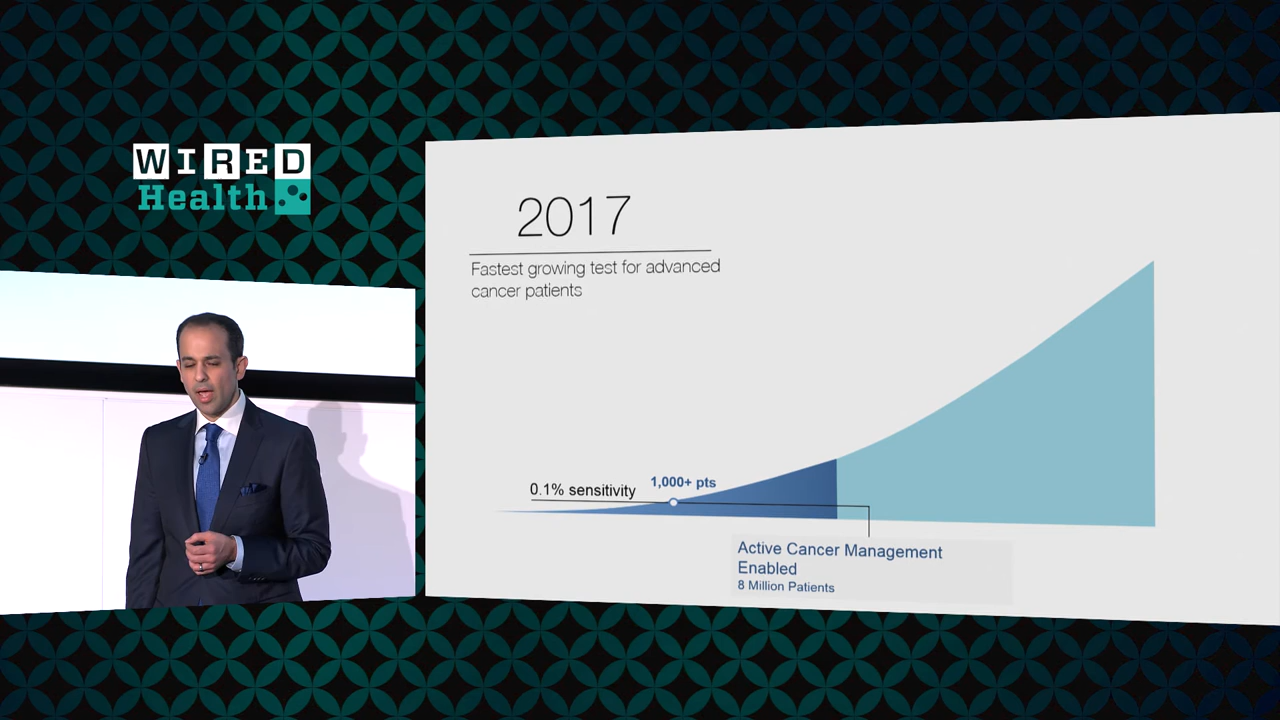 WIRED
Health
2017
Fastest growing test for advanced
cancer patients
0.1% sensitivity
1,000+ pts
Active Cancer Management
Enabled
8 Million Patients